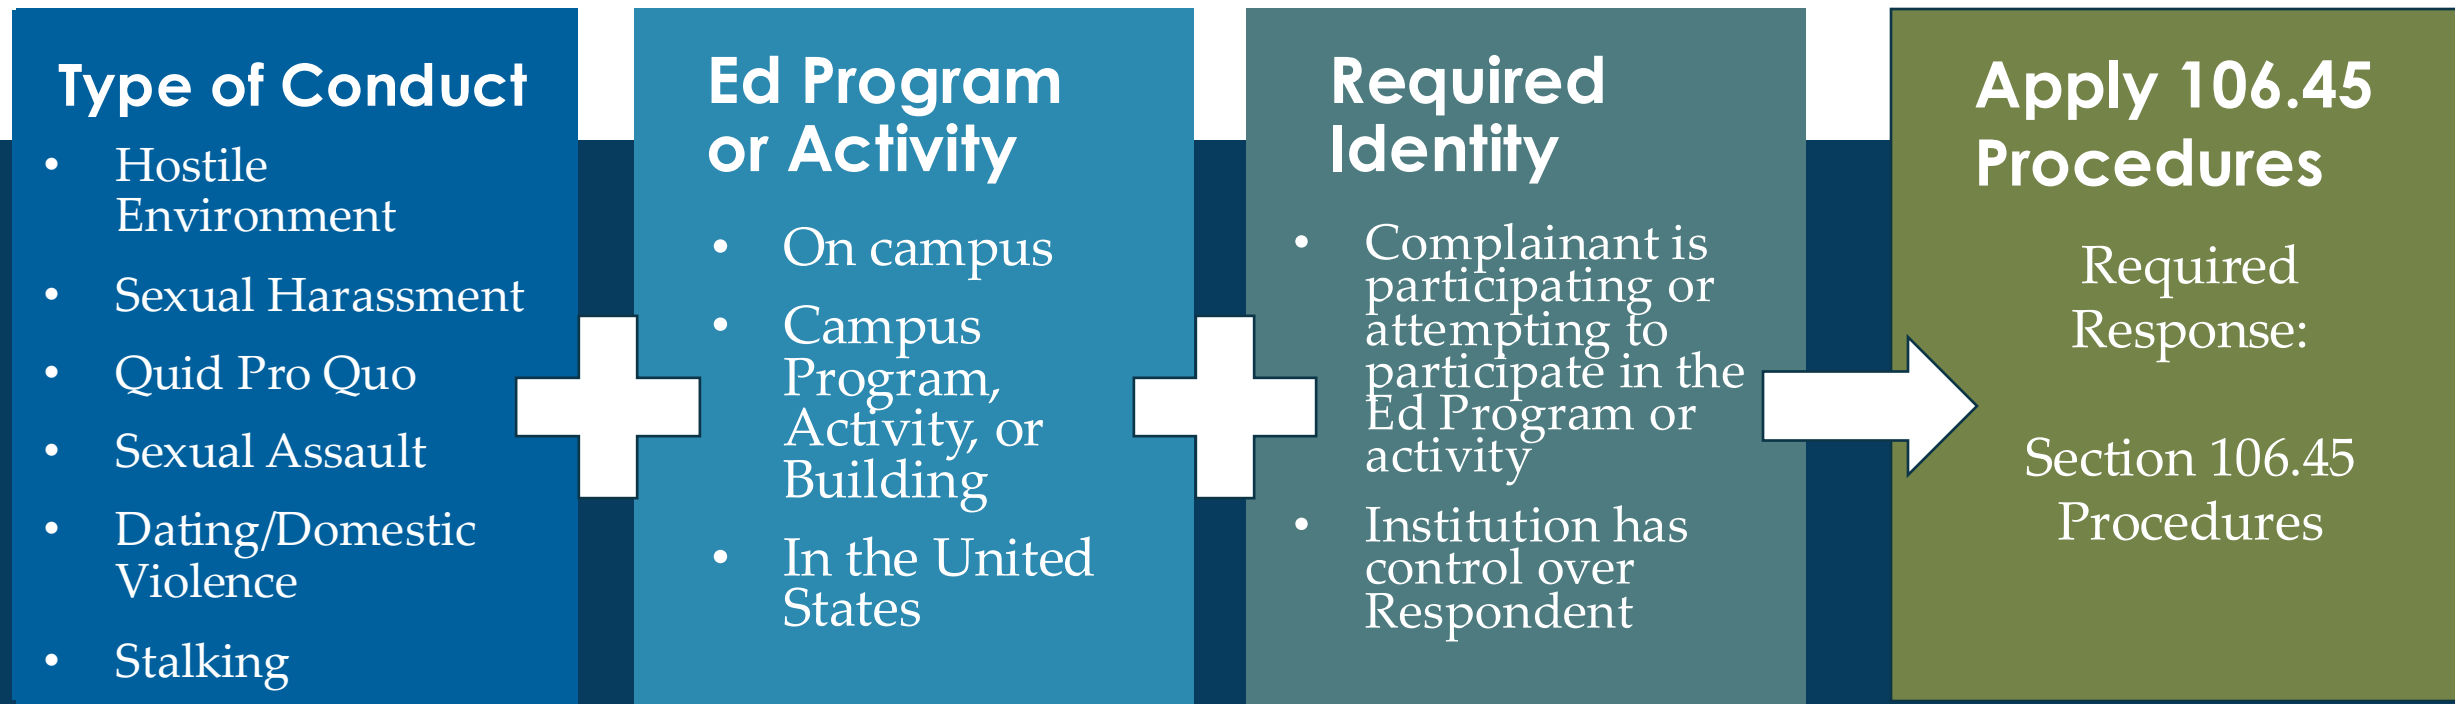 Type of Conduct
• Hostile
Environment
• Sexual Harassment
• Quid Pro Quo
• Sexual Assault
• Dating/Domestic
Violence
• Stalking
Ed Program
or Activity
• On campus
• Campus
Program,
Activity, or
Building
• In the United
States
Required
Identity
• Complainant is
participating or
attempting to
participate in the
Ed Program or
activity
• Institution has
control over
Respondent
Apply 106.45
Procedures
Required
Response:
Section 106.45
Procedures